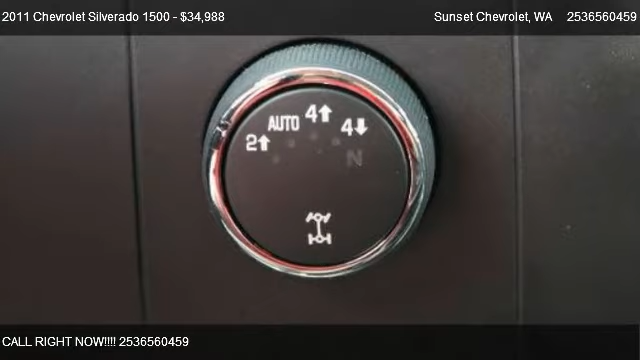 2011 Chevrolet Silverado 1500 - $34,988
Sunset Chevrolet, WA 2536560459
2↑ AUTO 4↑ 4↓
N
CALL RIGHT NOW!!!! 2536560459